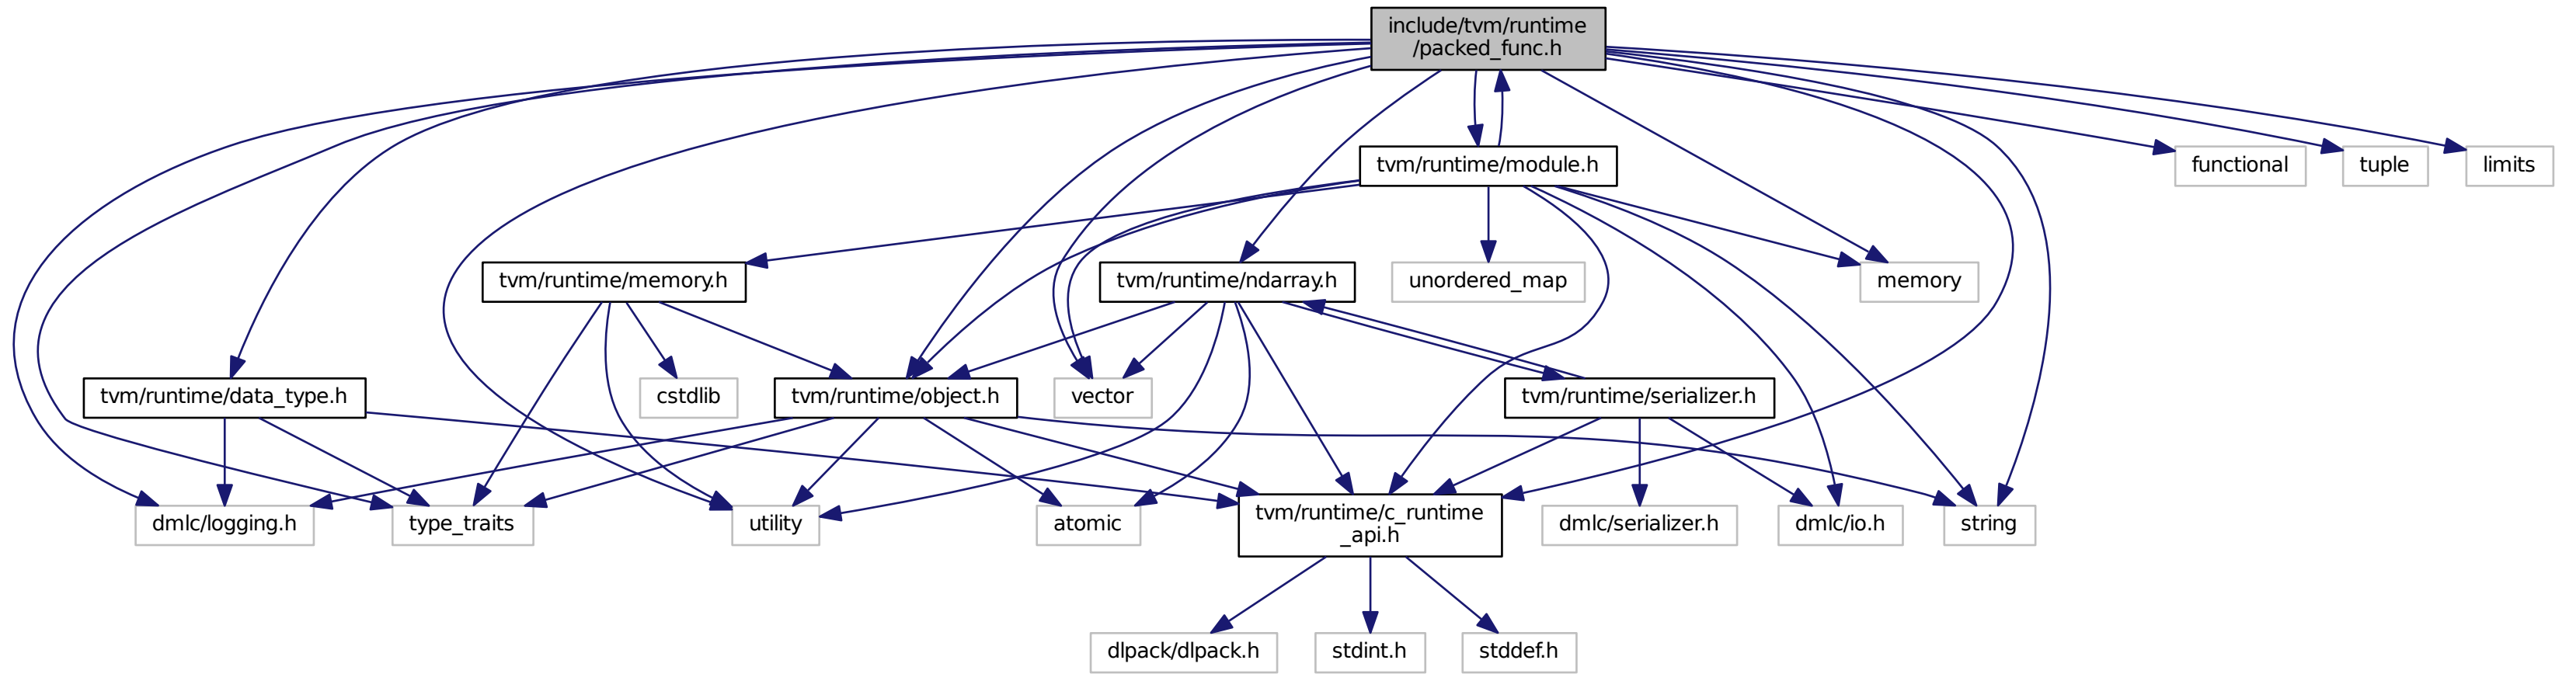 include/tvm/runtime
/packed_func.h
tvm/runtime/module.h
functional
tuple
limits
tvm/runtime/memory.h
tvm/runtime/ndarray.h
unordered_map
memory
tvm/runtime/data_type.h
cstdlib
tvm/runtime/object.h
vector
tvm/runtime/serializer.h
dmlc/logging.h
type_traits
utility
atomic
tvm/runtime/c_runtime
_api.h
dmlc/serializer.h
dmlc/io.h
string
dlpack/dlpack.h
stdint.h
stddef.h